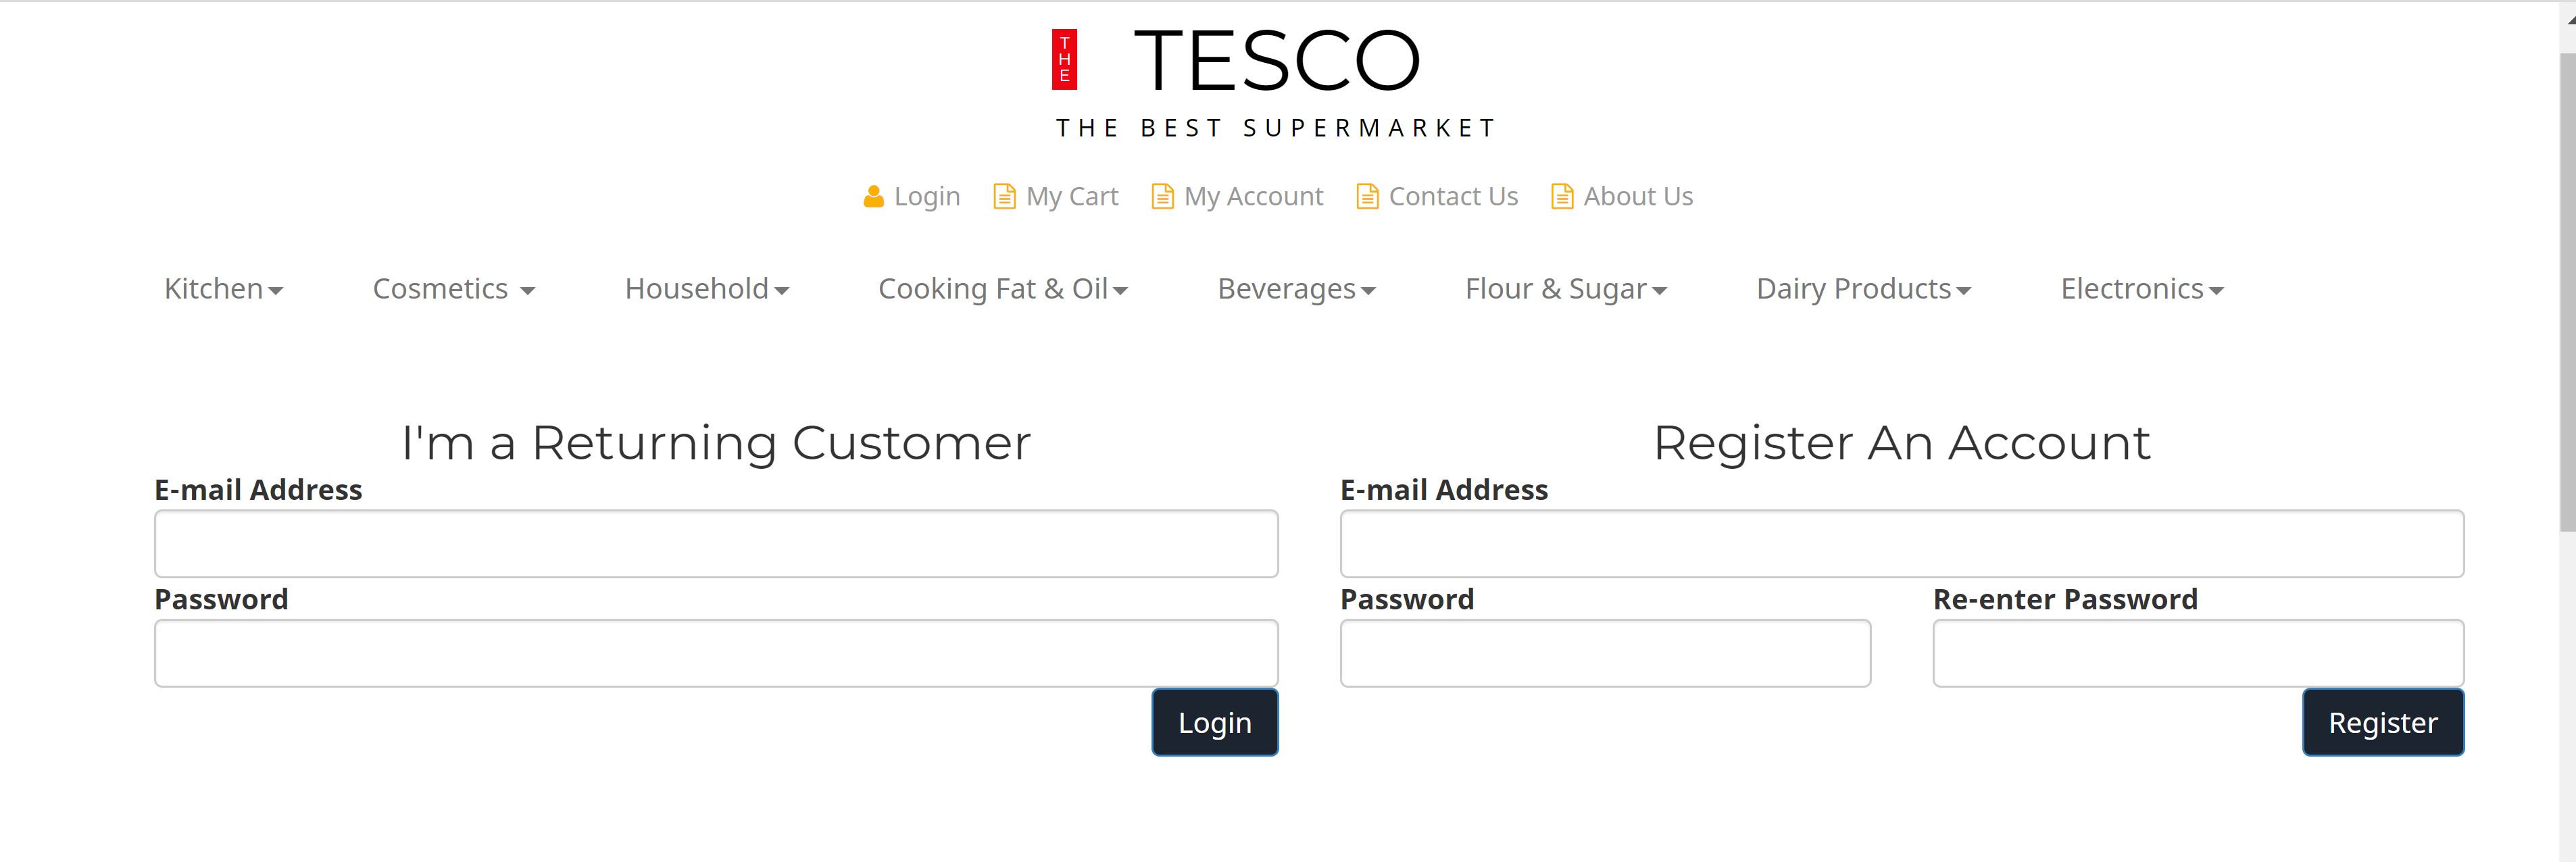 THE TESCO
THE BEST SUPERMARKET
Login My Cart My Account Contact Us About Us
Kitchen Cosmetics Household Cooking Fat & Oil Beverages Flour & Sugar Dairy Products Electronics
I'm a Returning Customer
E-mail Address
Password
Login
Register An Account
E-mail Address
Password Re-enter Password
Register